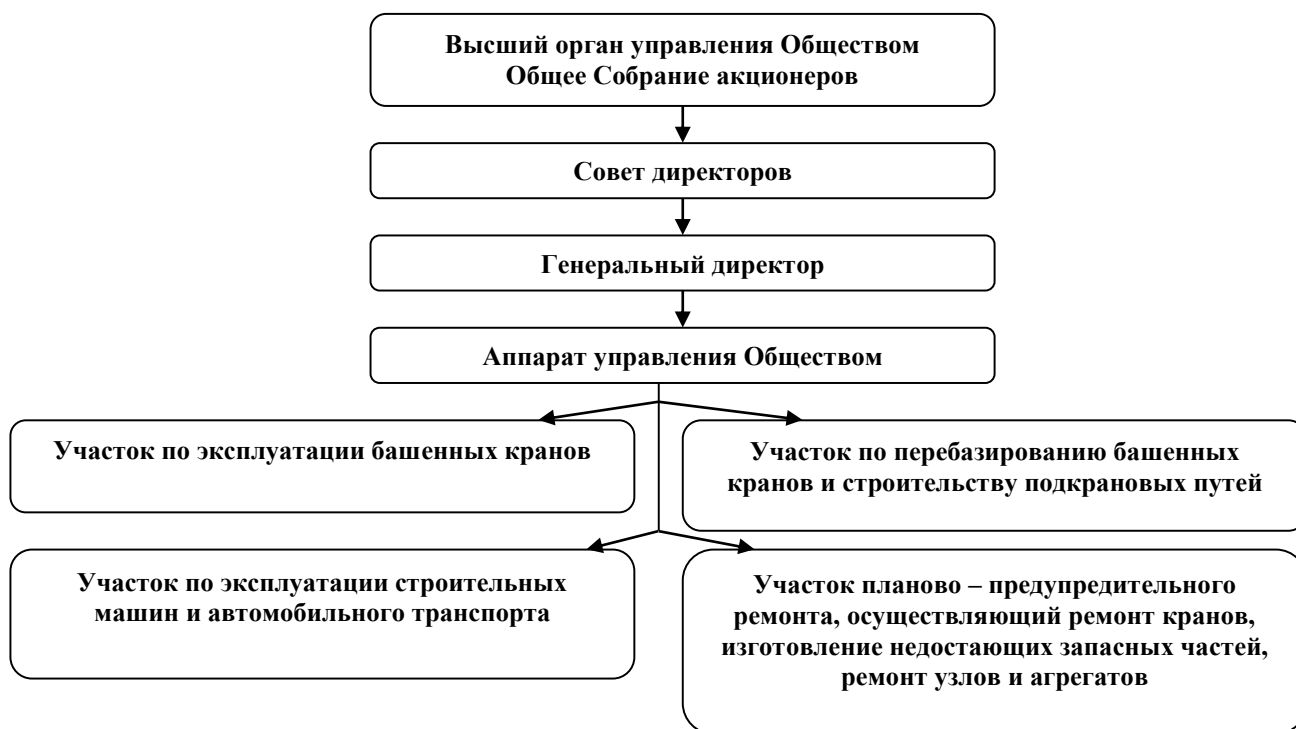 Высший орган управления Обществом
Общее Собрание акционеров
Совет директоров
Генеральный директор
Аппарат управления Обществом
Участок по эксплуатации башенных кранов
Участок по перебазированию башенных
кранов и строительству подкрановых путей
Участок по эксплуатации строительных
машин и автомобильного транспорта
Участок планово – предупредительного
ремонта, осуществляющий ремонт кранов,
изготовление недостающих запасных частей,
ремонт узлов и агрегатов